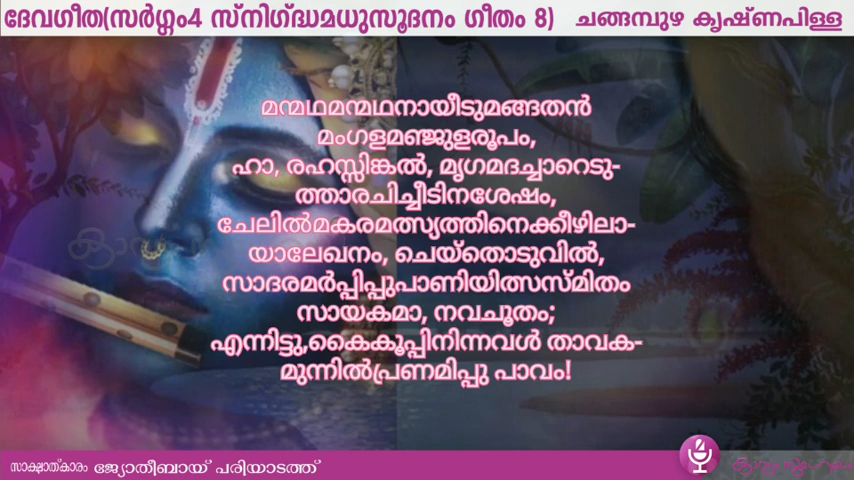 ദേവഗീത(സർഗ്ഗം4 സ്നിഗ്ദ്ധമധുസൂദനം ഗീതം 8) ചങ്ങമ്പുഴ കൃഷ്ണപിള്ള
മന്മഥമന്മഥനായീടുമങ്ങതൻ
മംഗളമഞ്ജുളരൂപം,
ഹാ, രഹസ്സിങ്കൽ, മൃഗമദച്ചാറെടു-
ത്താരചിച്ചീടിനശേഷം,
ചേലിൽമകരമത്സ്യത്തിനെക്കീഴിലാ-
യാലേഖനം, ചെയ്തൊടുവിൽ,
സാദരമർപ്പിപ്പുപാണിയിത്സസ്മിതം
സായകമാ, നവചൂതം;
എന്നിട്ടു,കൈകൂപ്പിനിന്നവൾ താവക-
മുന്നിൽപ്രണമിപ്പു പാവം!
സാക്ഷാത്കാരം ജ്യോതീബായ് പരിയാടത്ത്